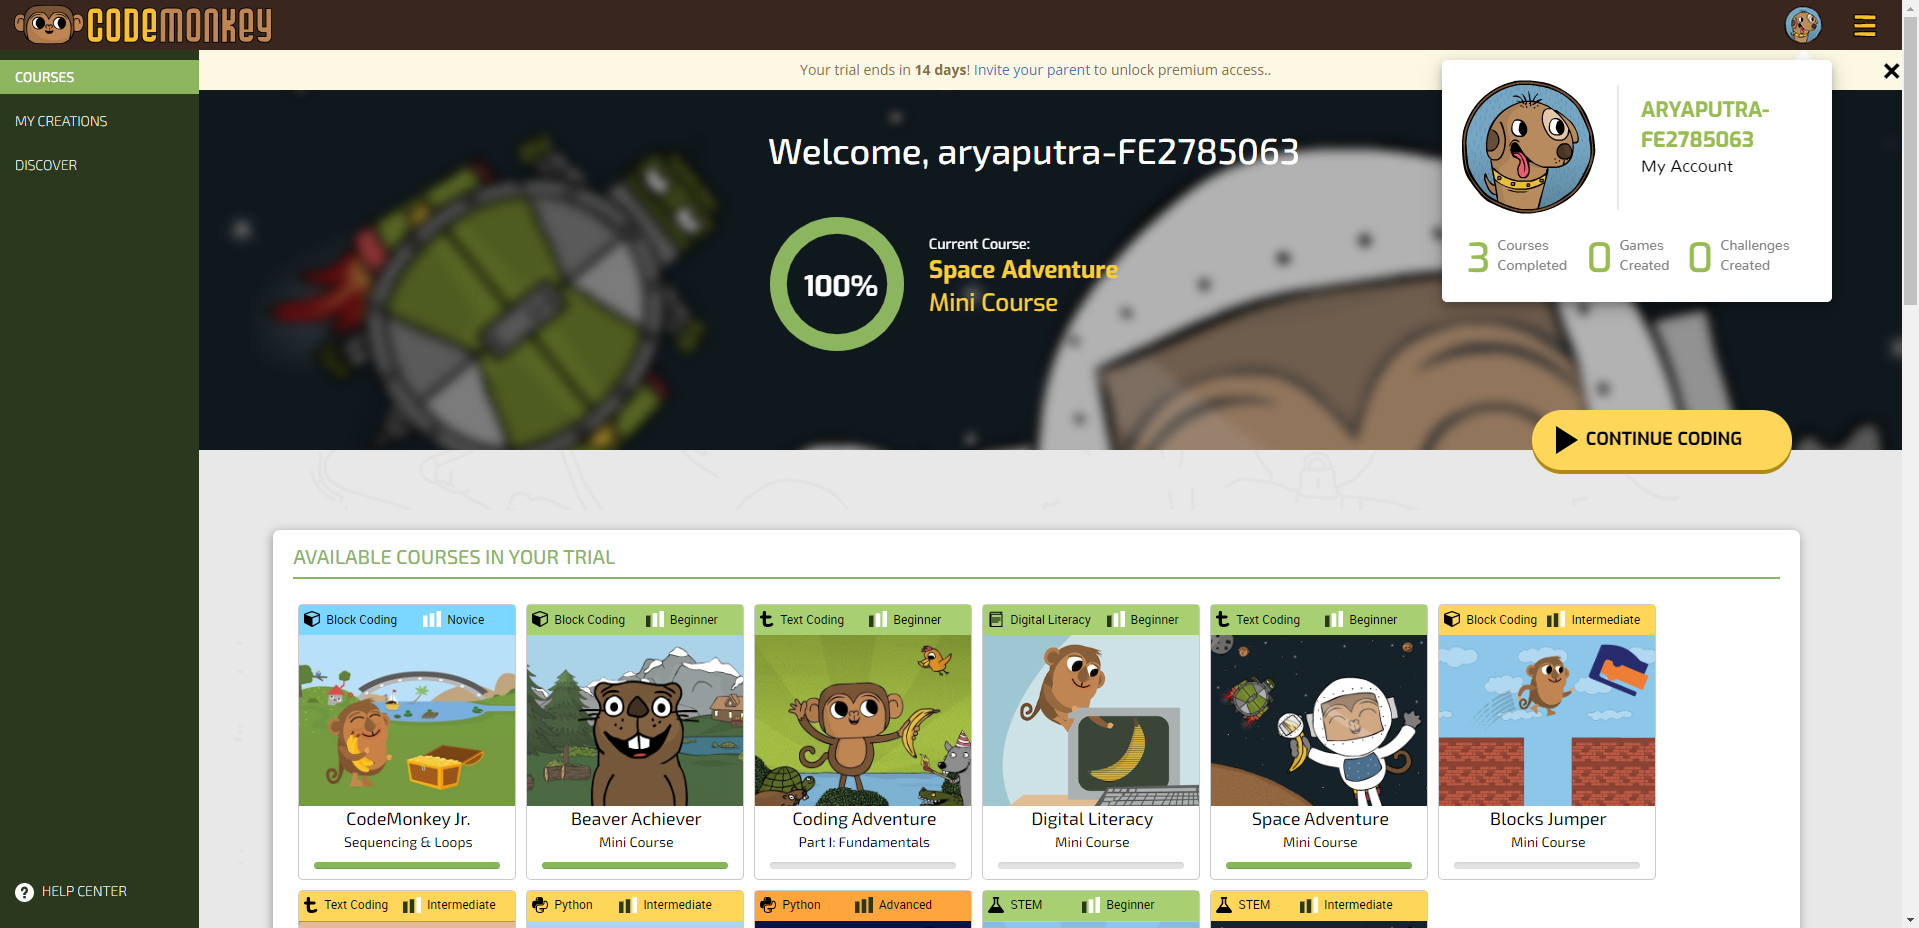 CODEMONKEY
COURSES
MY CREATIONS
DISCOVER
HELP CENTER
Your trial ends in 14 days! Invite your parent to unlock premium access..
Welcome, aryaputra-FE2785063
100%
Current Course:
Space Adventure
Mini Course
ARYAPUTRA-
FE2785063
My Account
3 Courses Completed
0 Games Created
0 Challenges Created
CONTINUE CODING
AVAILABLE COURSES IN YOUR TRIAL
Block Coding Novice
CodeMonkey Jr.
Sequencing & Loops
Block Coding Beginner
Beaver Achiever
Mini Course
Text Coding Beginner
Coding Adventure
Part I: Fundamentals
Digital Literacy Beginner
Digital Literacy
Mini Course
Text Coding Beginner
Space Adventure
Mini Course
Block Coding Intermediate
Blocks Jumper
Mini Course
Text Coding Intermediate
Python Intermediate
Python Advanced
STEM Beginner
STEM Intermediate